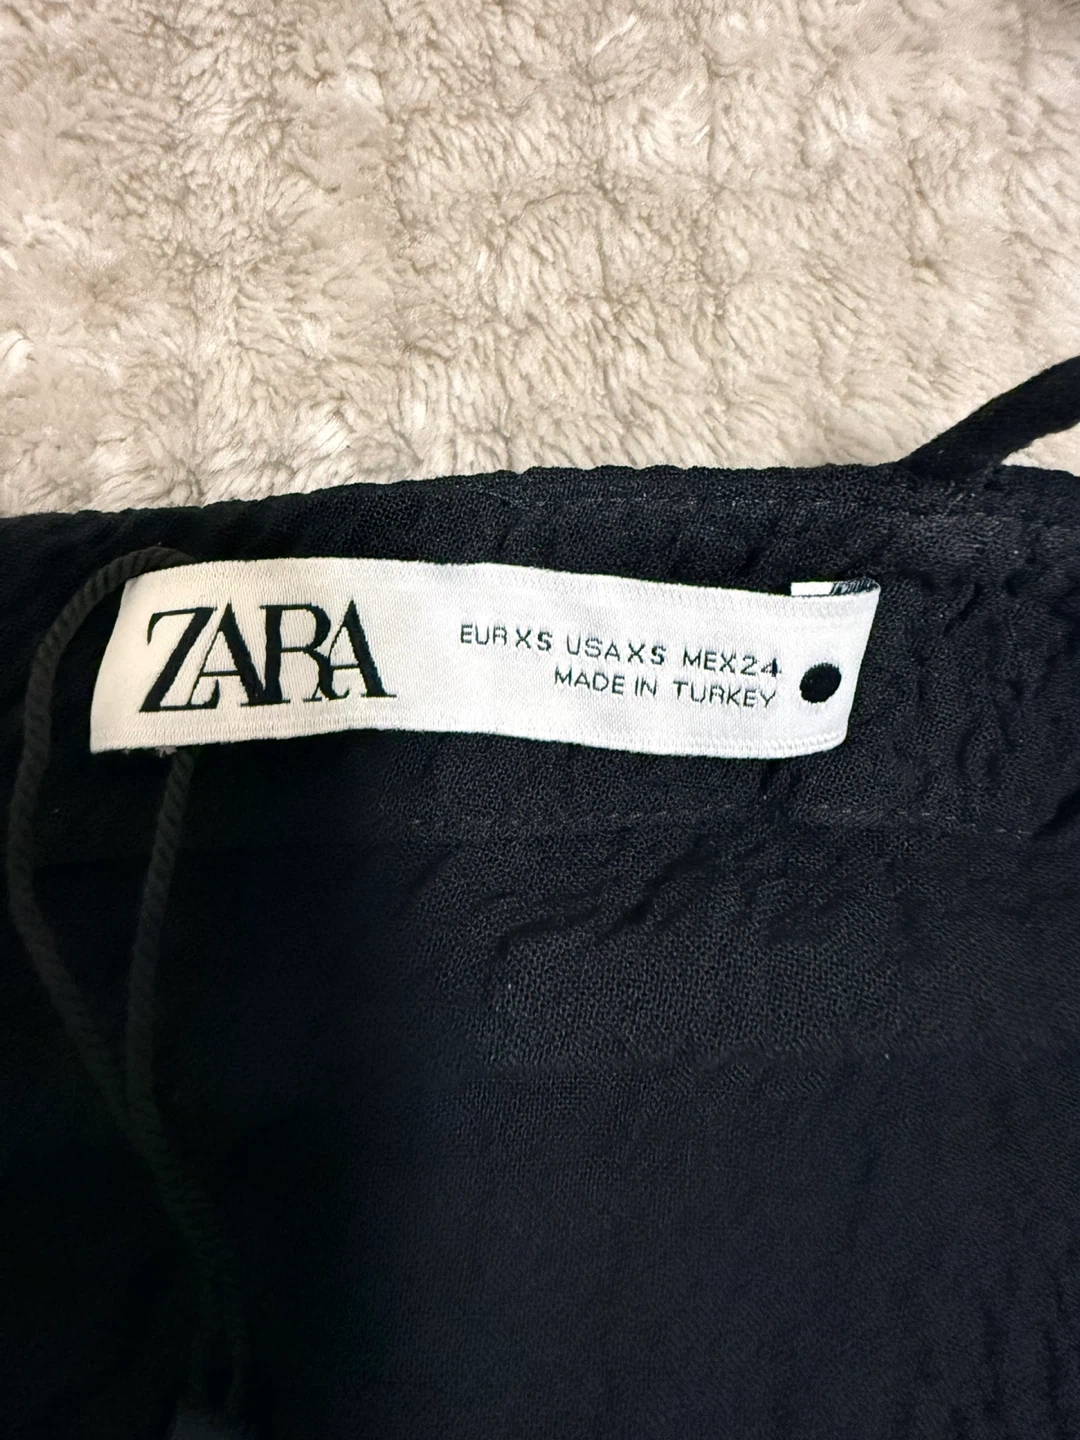 ZARA
EUR XS USA XS MEX 24
MADE IN TURKEY